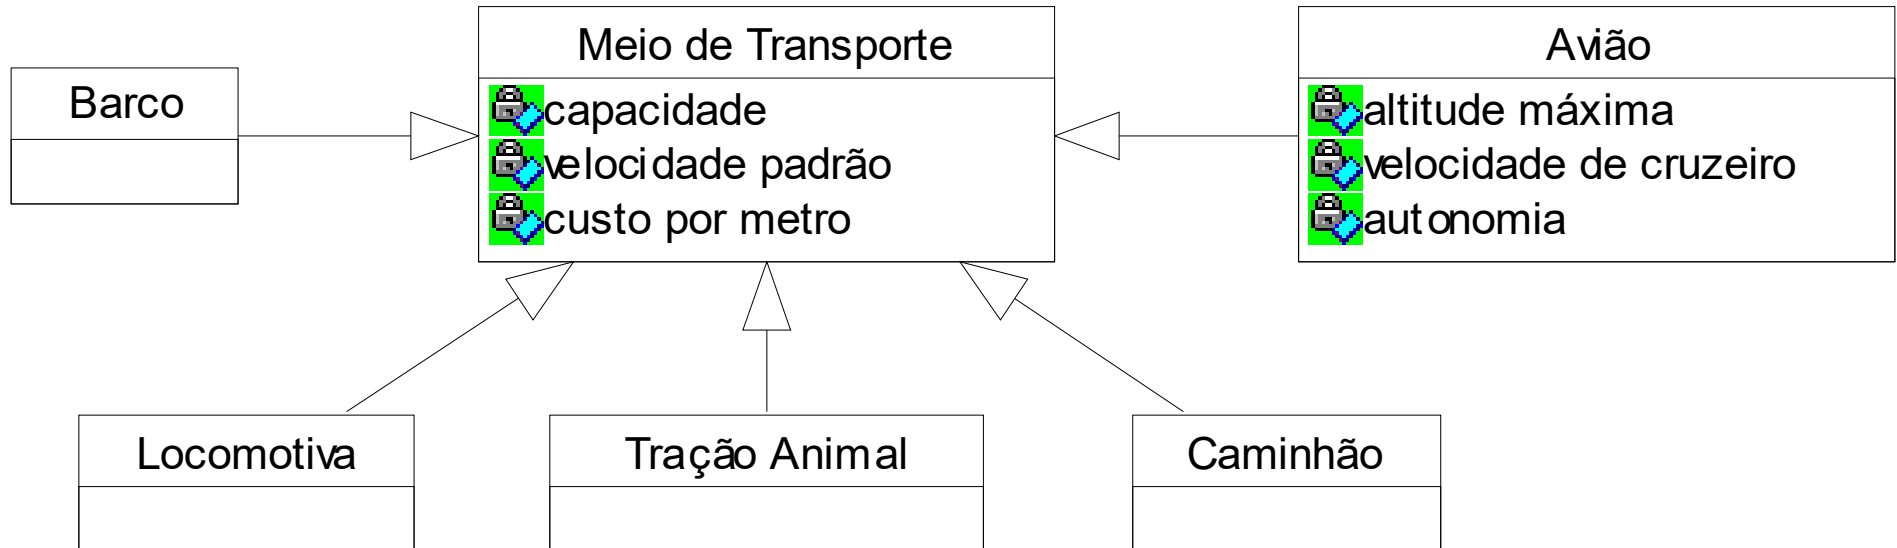 Barco
Meio de Transporte
capacidade
velocidade padrão
custo por metro
Avião
altitude máxima
velocidade de cruzeiro
autonomia
Locomotiva
Tração Animal
Caminhão